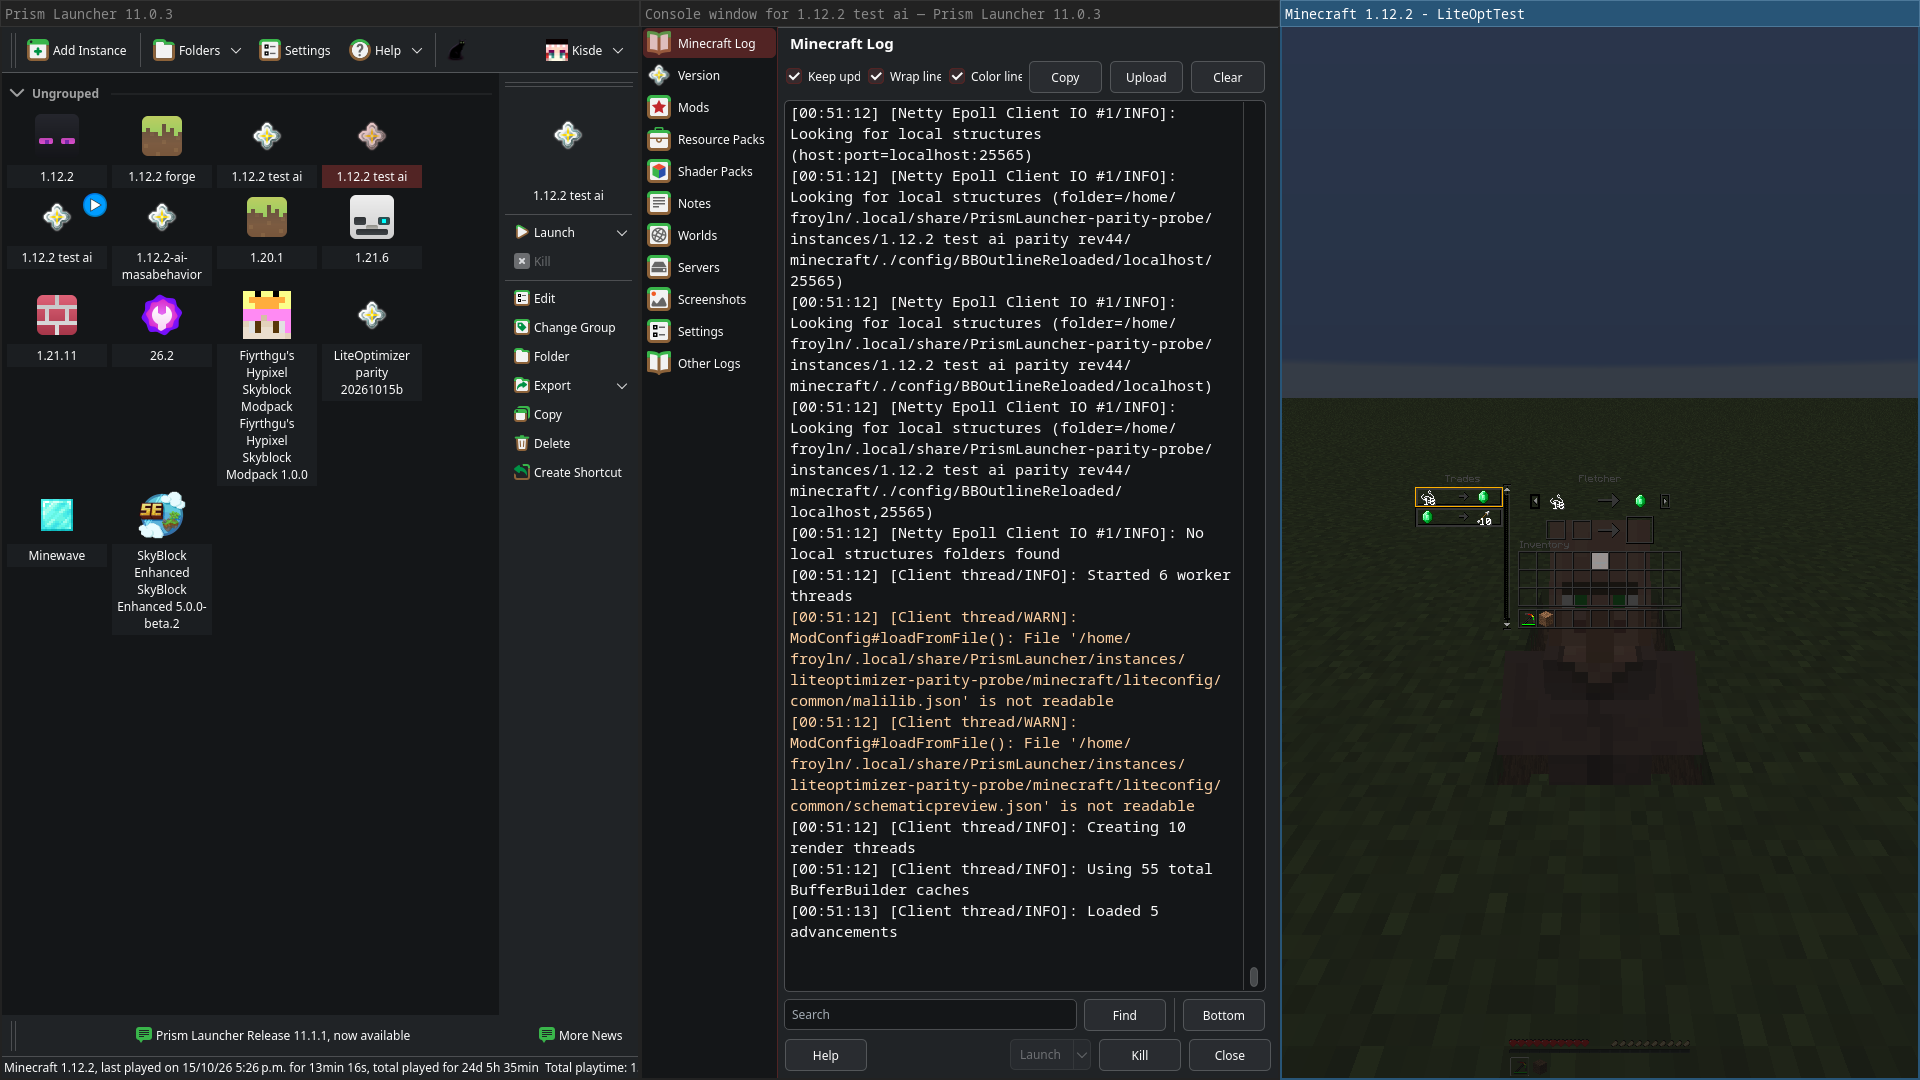 Prism Launcher 11.0.3
Add Instance
Folders
Settings
Help
Kisde
Ungrouped
1.12.2
1.12.2 forge
1.12.2 test ai
1.12.2 test ai
1.12.2 test ai
1.12.2-ai-
masabehavior
1.20.1
1.21.6
1.21.11
26.2
Fiyrthgu's
Hypixel
Skyblock
Modpack
Fiyrthgu's
Hypixel
Skyblock
Modpack 1.0.0
LiteOptimizer
parity
20261015b
Minewave
SkyBlock
Enhanced
SkyBlock
Enhanced 5.0.0-
beta.2
1.12.2 test ai
Launch
Kill
Edit
Change Group
Folder
Export
Copy
Delete
Create Shortcut
Prism Launcher Release 11.1.1, now available
More News
Minecraft 1.12.2, last played on 15/10/26 5:26 p.m. for 13min 16s, total played for 24d 5h 35min
Total playtime: 1
Console window for 1.12.2 test ai — Prism Launcher 11.0.3
Minecraft Log
Version
Mods
Resource Packs
Shader Packs
Notes
Worlds
Servers
Screenshots
Settings
Other Logs
Minecraft Log
Keep upd
Wrap line
Color line
Copy
Upload
Clear
[00:51:12] [Netty Epoll Client IO #1/INFO]:
Looking for local structures
(host:port=localhost:25565)
[00:51:12] [Netty Epoll Client IO #1/INFO]:
Looking for local structures (folder=/home/
froyln/.local/share/PrismLauncher-parity-probe/
instances/1.12.2 test ai parity rev44/
minecraft/./config/BBOutlineReloaded/localhost/
25565)
[00:51:12] [Netty Epoll Client IO #1/INFO]:
Looking for local structures (folder=/home/
froyln/.local/share/PrismLauncher-parity-probe/
instances/1.12.2 test ai parity rev44/
minecraft/./config/BBOutlineReloaded/localhost)
[00:51:12] [Netty Epoll Client IO #1/INFO]:
Looking for local structures (folder=/home/
froyln/.local/share/PrismLauncher-parity-probe/
instances/1.12.2 test ai parity rev44/
minecraft/./config/BBOutlineReloaded/
localhost,25565)
[00:51:12] [Netty Epoll Client IO #1/INFO]: No
local structures folders found
[00:51:12] [Client thread/INFO]: Started 6 worker
threads
[00:51:12] [Client thread/WARN]:
ModConfig#loadFromFile(): File '/home/
froyln/.local/share/PrismLauncher/instances/
liteoptimizer-parity-probe/minecraft/liteconfig/
common/malilib.json' is not readable
[00:51:12] [Client thread/WARN]:
ModConfig#loadFromFile(): File '/home/
froyln/.local/share/PrismLauncher/instances/
liteoptimizer-parity-probe/minecraft/liteconfig/
common/schematicpreview.json' is not readable
[00:51:12] [Client thread/INFO]: Creating 10
render threads
[00:51:12] [Client thread/INFO]: Using 55 total
BufferBuilder caches
[00:51:13] [Client thread/INFO]: Loaded 5
advancements
Search
Find
Bottom
Help
Launch
Kill
Close
Minecraft 1.12.2 - LiteOptTest
Trades
Fletcher
10
Inventory